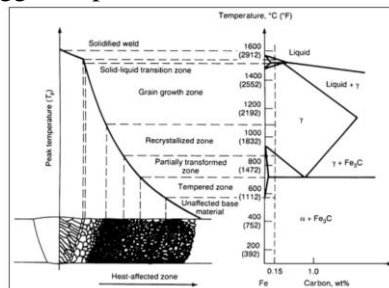 Temperature, °C (°F)
Solidified weld
Solid-liquid transition zone
Grain growth zone
Recrystallized zone
Partially transformed zone
Tempered zone
Unaffected base material
Peak temperature (Tp)
Heat-affected zone
1600
(2912)
1400
(2552)
1200
(2192)
1000
(1832)
800
(1472)
600
(1112)
400
(752)
200
(392)
Liquid
Liquid + γ
γ
γ + Fe3C
α + Fe3C
Fe
0.15
1.0
Carbon, wt%